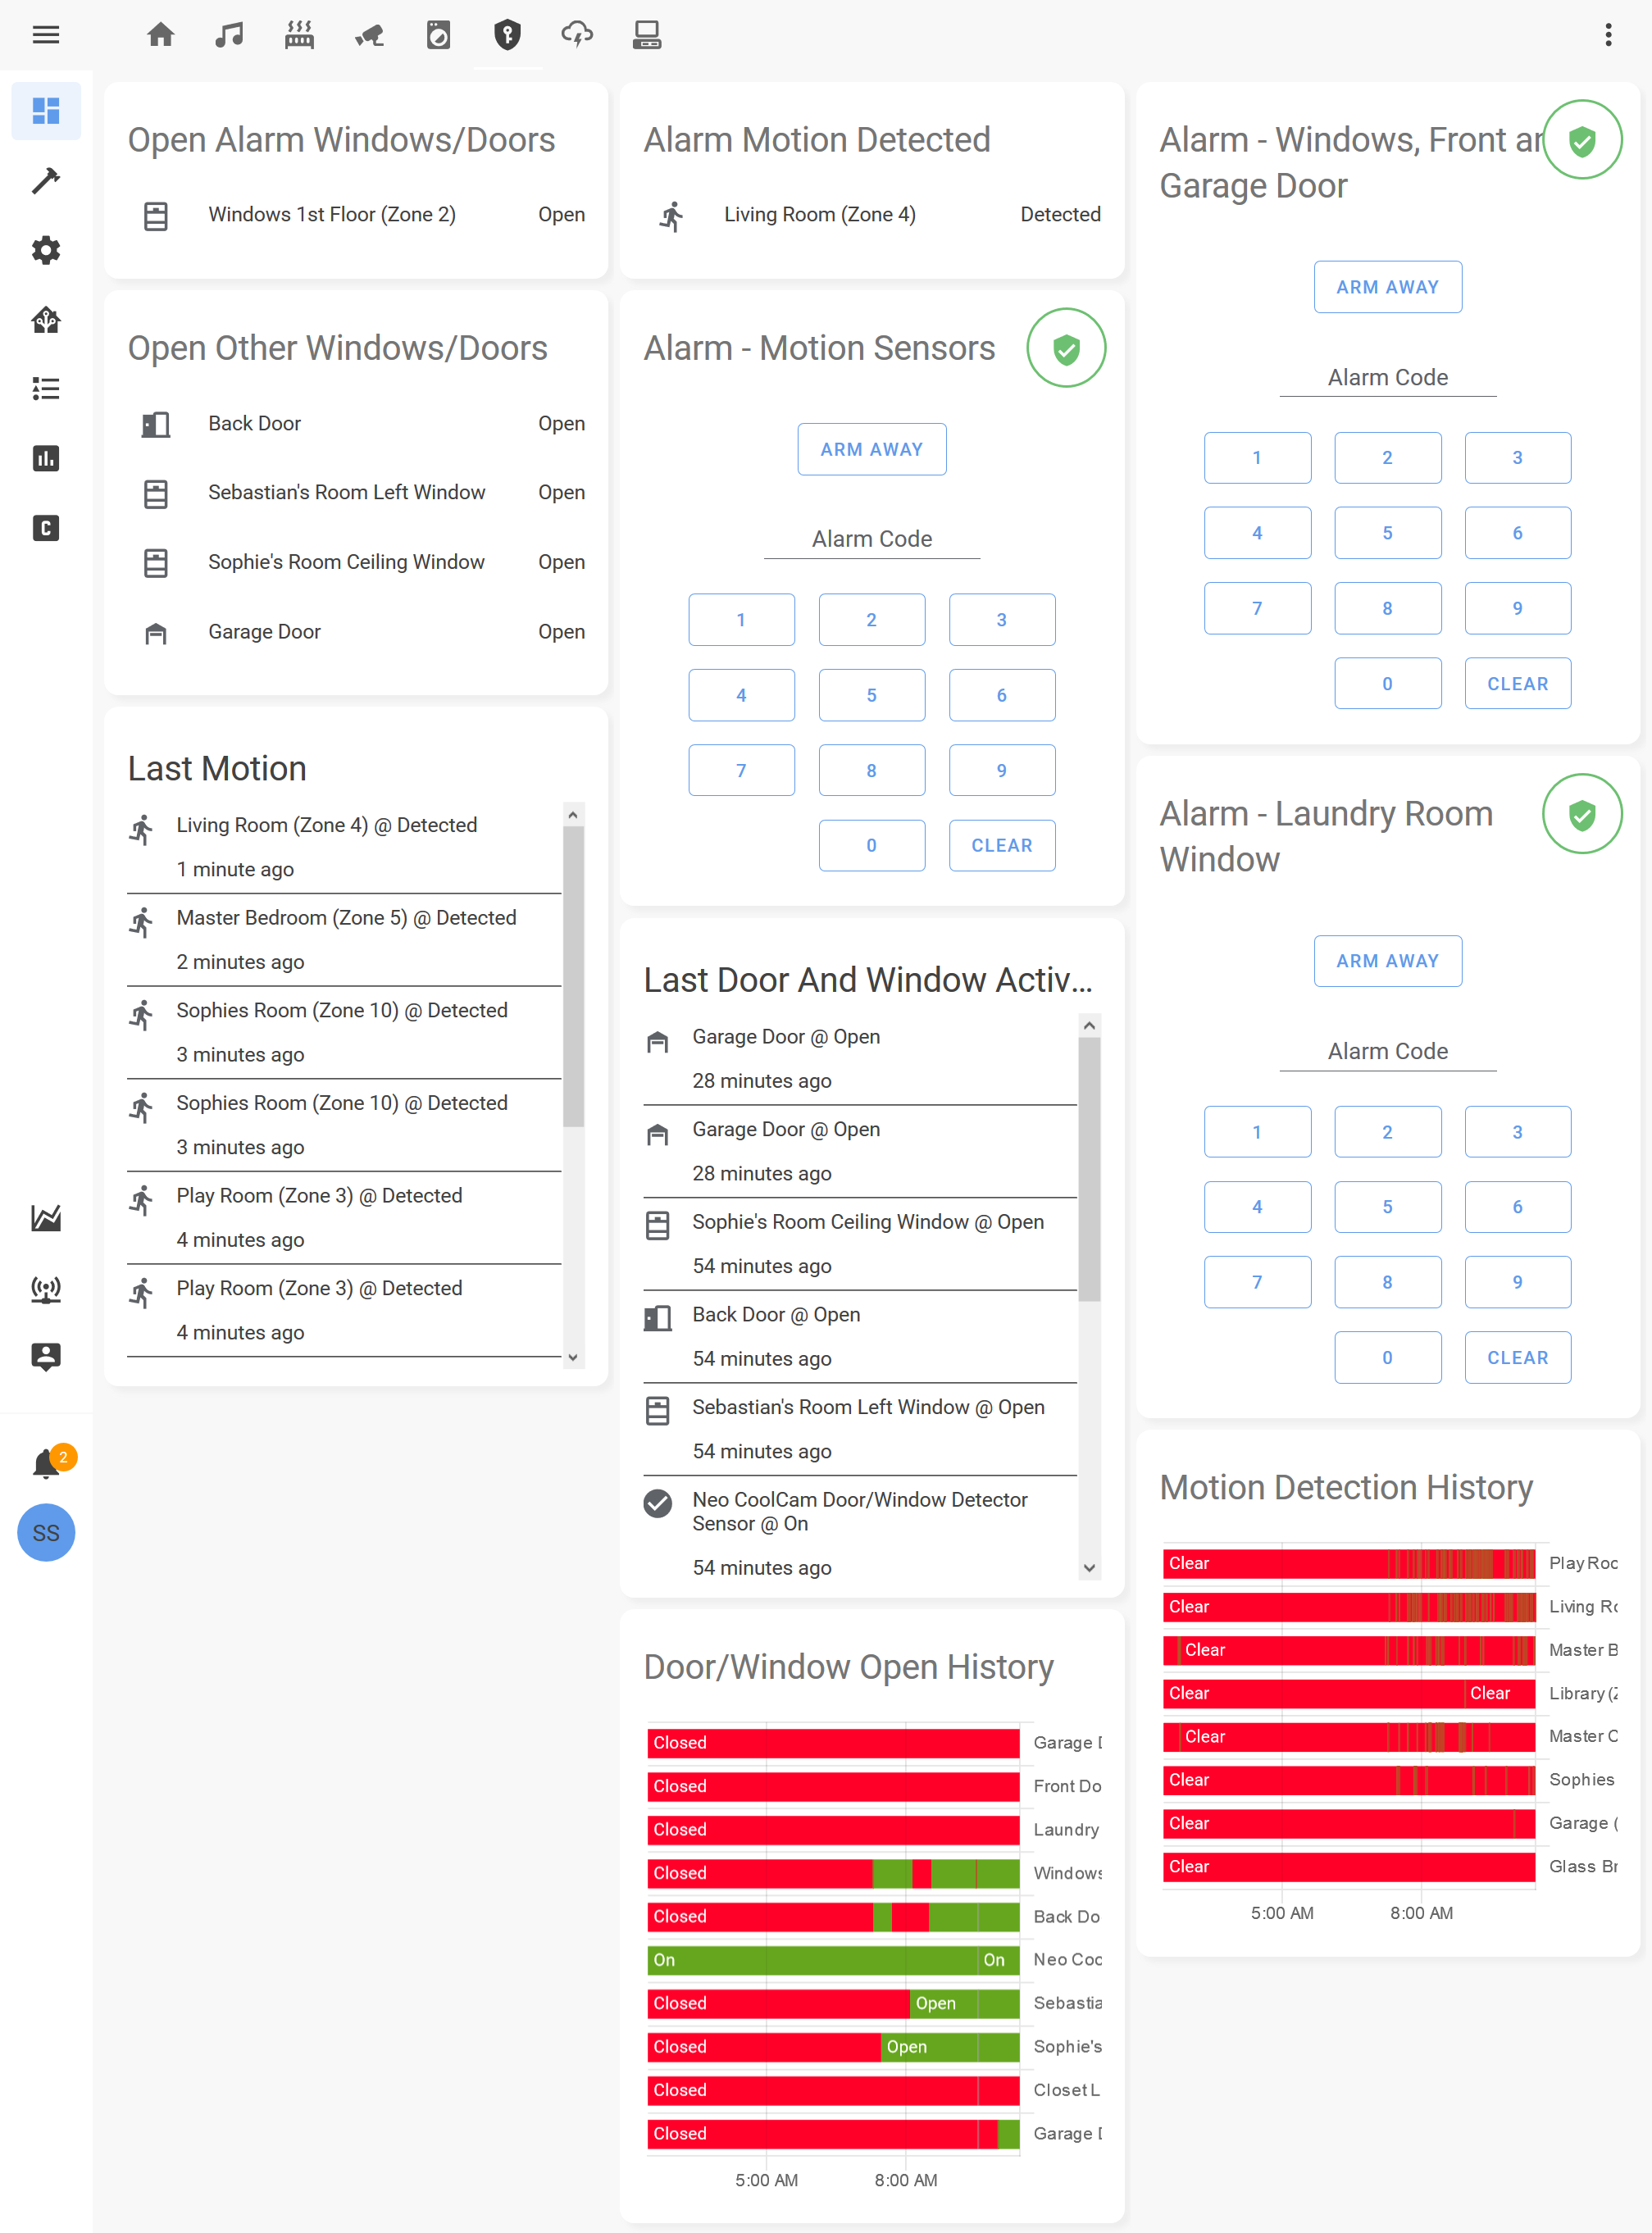 Open Alarm Windows/Doors
Windows 1st Floor (Zone 2) Open
Open Other Windows/Doors
Back Door Open
Sebastian's Room Left Window Open
Sophie's Room Ceiling Window Open
Garage Door Open
Last Motion
Living Room (Zone 4) @ Detected
1 minute ago
Master Bedroom (Zone 5) @ Detected
2 minutes ago
Sophies Room (Zone 10) @ Detected
3 minutes ago
Sophies Room (Zone 10) @ Detected
3 minutes ago
Play Room (Zone 3) @ Detected
4 minutes ago
Play Room (Zone 3) @ Detected
4 minutes ago
C
2
SS
Alarm Motion Detected
Living Room (Zone 4) Detected
Alarm - Motion Sensors
ARM AWAY
Alarm Code
1 2 3
4 5 6
7 8 9
0 CLEAR
Last Door And Window Activ...
Garage Door @ Open
28 minutes ago
Garage Door @ Open
28 minutes ago
Sophie's Room Ceiling Window @ Open
54 minutes ago
Back Door @ Open
54 minutes ago
Sebastian's Room Left Window @ Open
54 minutes ago
Neo CoolCam Door/Window Detector
Sensor @ On
54 minutes ago
Door/Window Open History
Closed Garage
Closed Front Do
Closed Laundry
Closed Windows
Closed Back Do
On On Neo Coo
Closed Open Sebastia
Closed Open Sophie's
Closed Closet L
Closed Garage
5:00 AM 8:00 AM
Alarm - Windows, Front an
Garage Door
ARM AWAY
Alarm Code
1 2 3
4 5 6
7 8 9
0 CLEAR
Alarm - Laundry Room
Window
ARM AWAY
Alarm Code
1 2 3
4 5 6
7 8 9
0 CLEAR
Motion Detection History
Clear Play Roo
Clear Living Ro
Clear Master B
Clear Clear Library (
Clear Master
Clear Sophies
Clear Garage (
Clear Glass Br
5:00 AM 8:00 AM